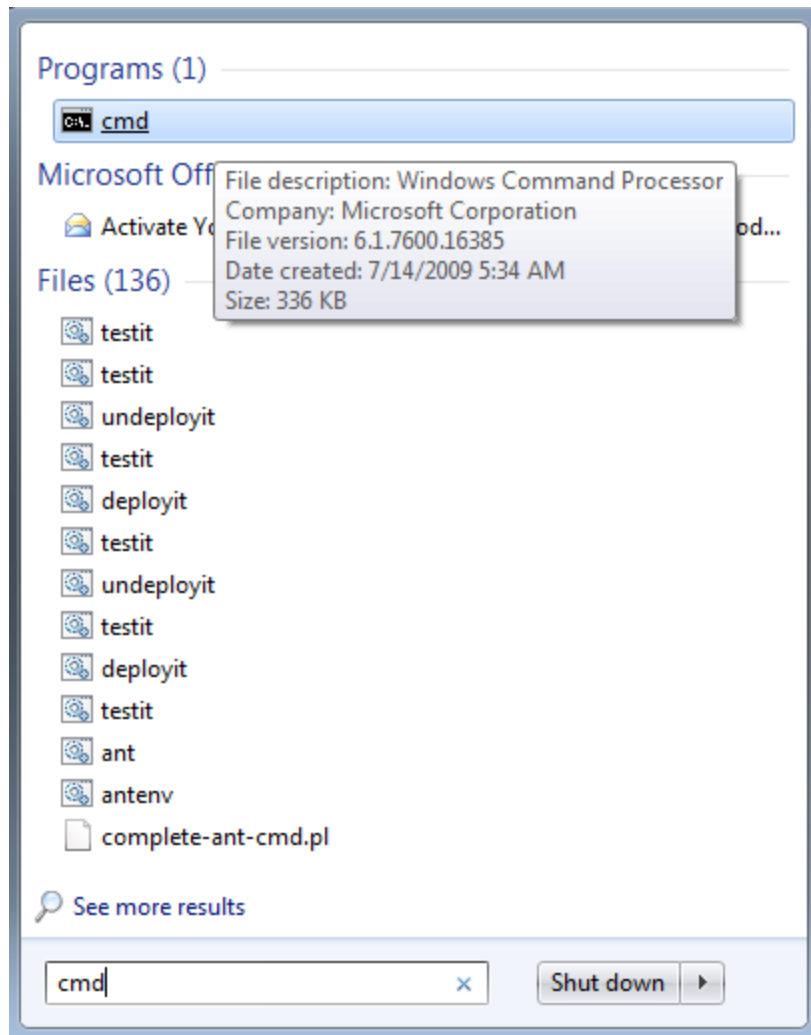 Programs (1)
C:\.
cmd
Microsoft Off
File description: Windows Command Processor
Company: Microsoft Corporation
File version: 6.1.7600.16385
Date created: 7/14/2009 5:34 AM
Size: 336 KB
Activate Yo
od...
Files (136)
testit
testit
undeployit
testit
deployit
testit
undeployit
testit
deployit
testit
ant
antenv
complete-ant-cmd.pl
See more results
cmd
Shut down